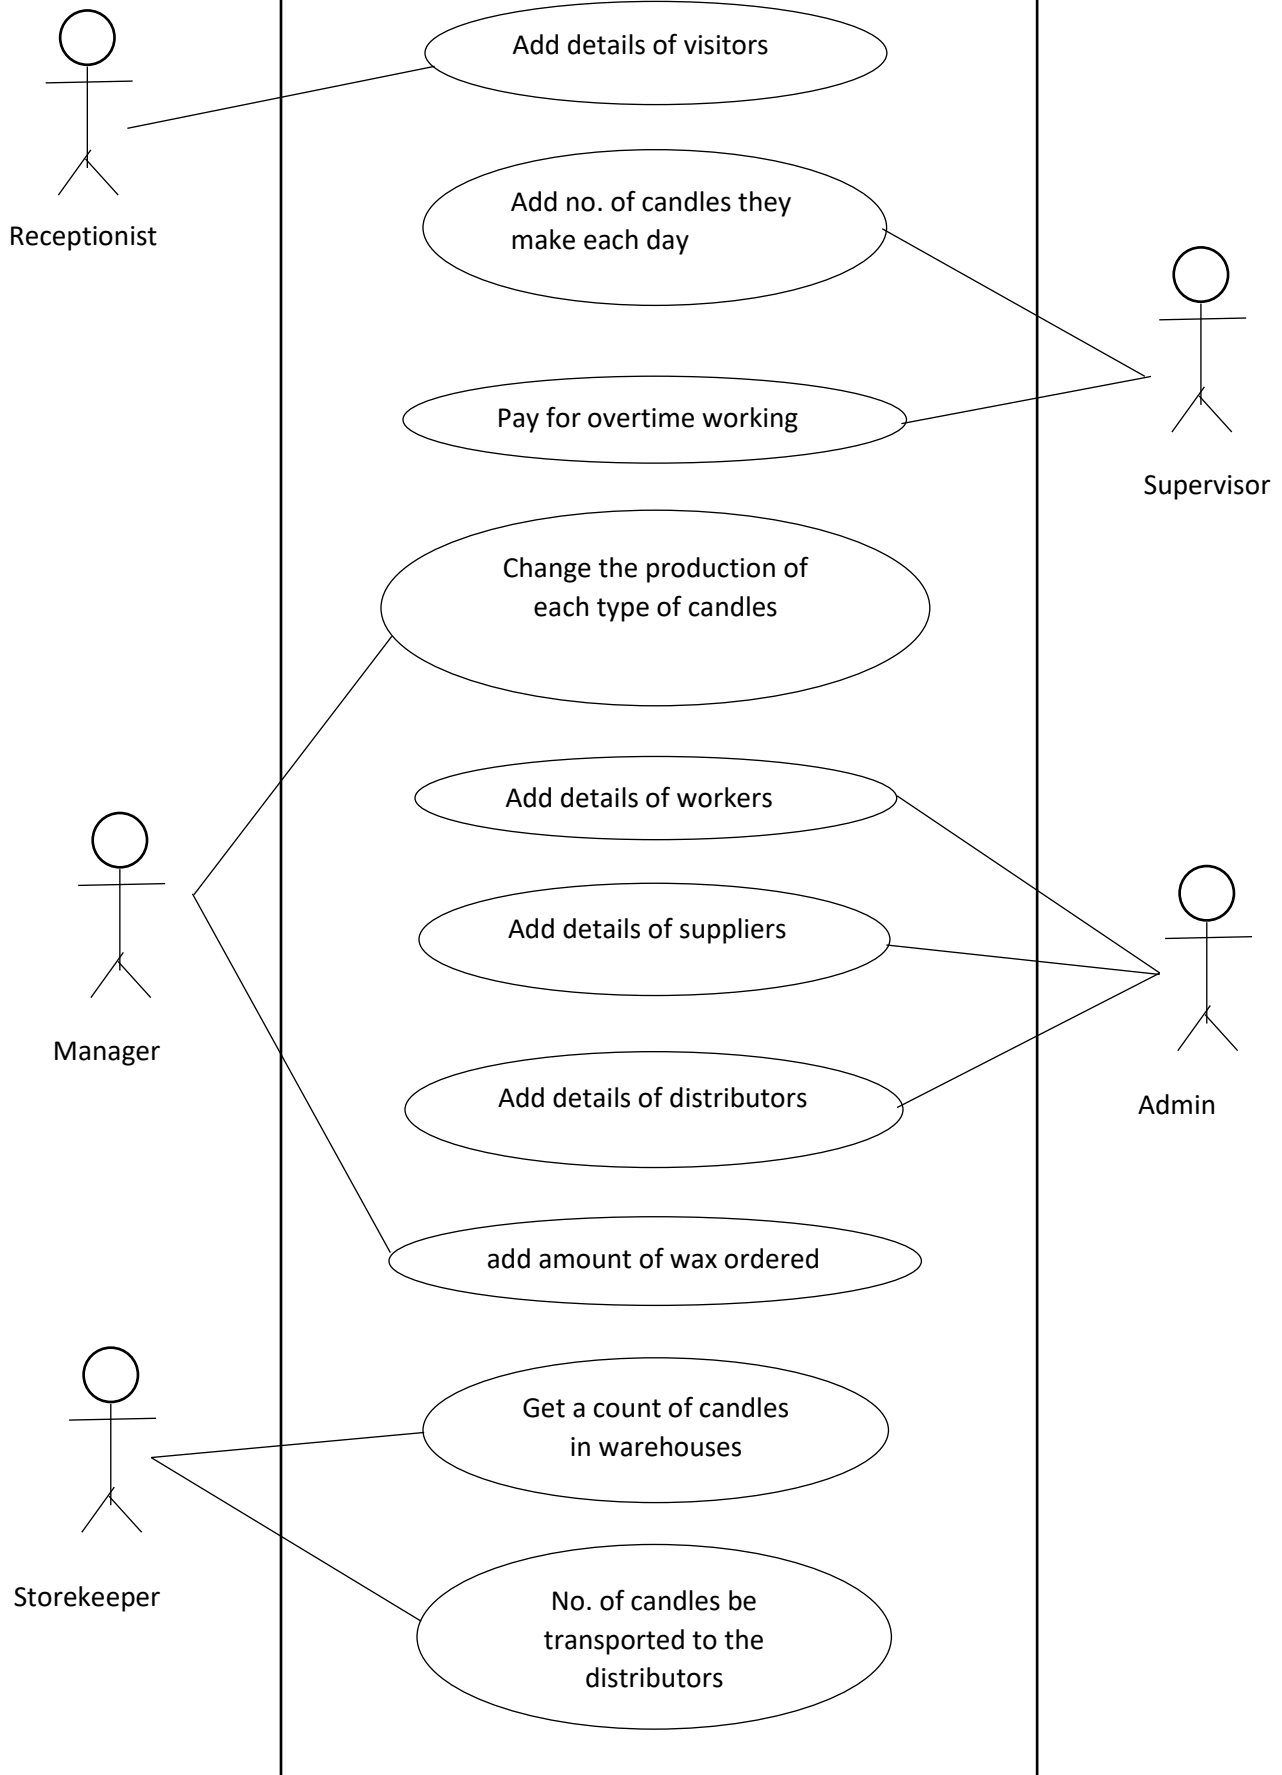 Add details of visitors
Receptionist
Add no. of candles they
make each day
Pay for overtime working
Supervisor
Change the production of
each type of candles
Add details of workers
Add details of suppliers
Manager
Add details of distributors
Admin
add amount of wax ordered
Get a count of candles
in warehouses
Storekeeper
No. of candles be
transported to the
distributors